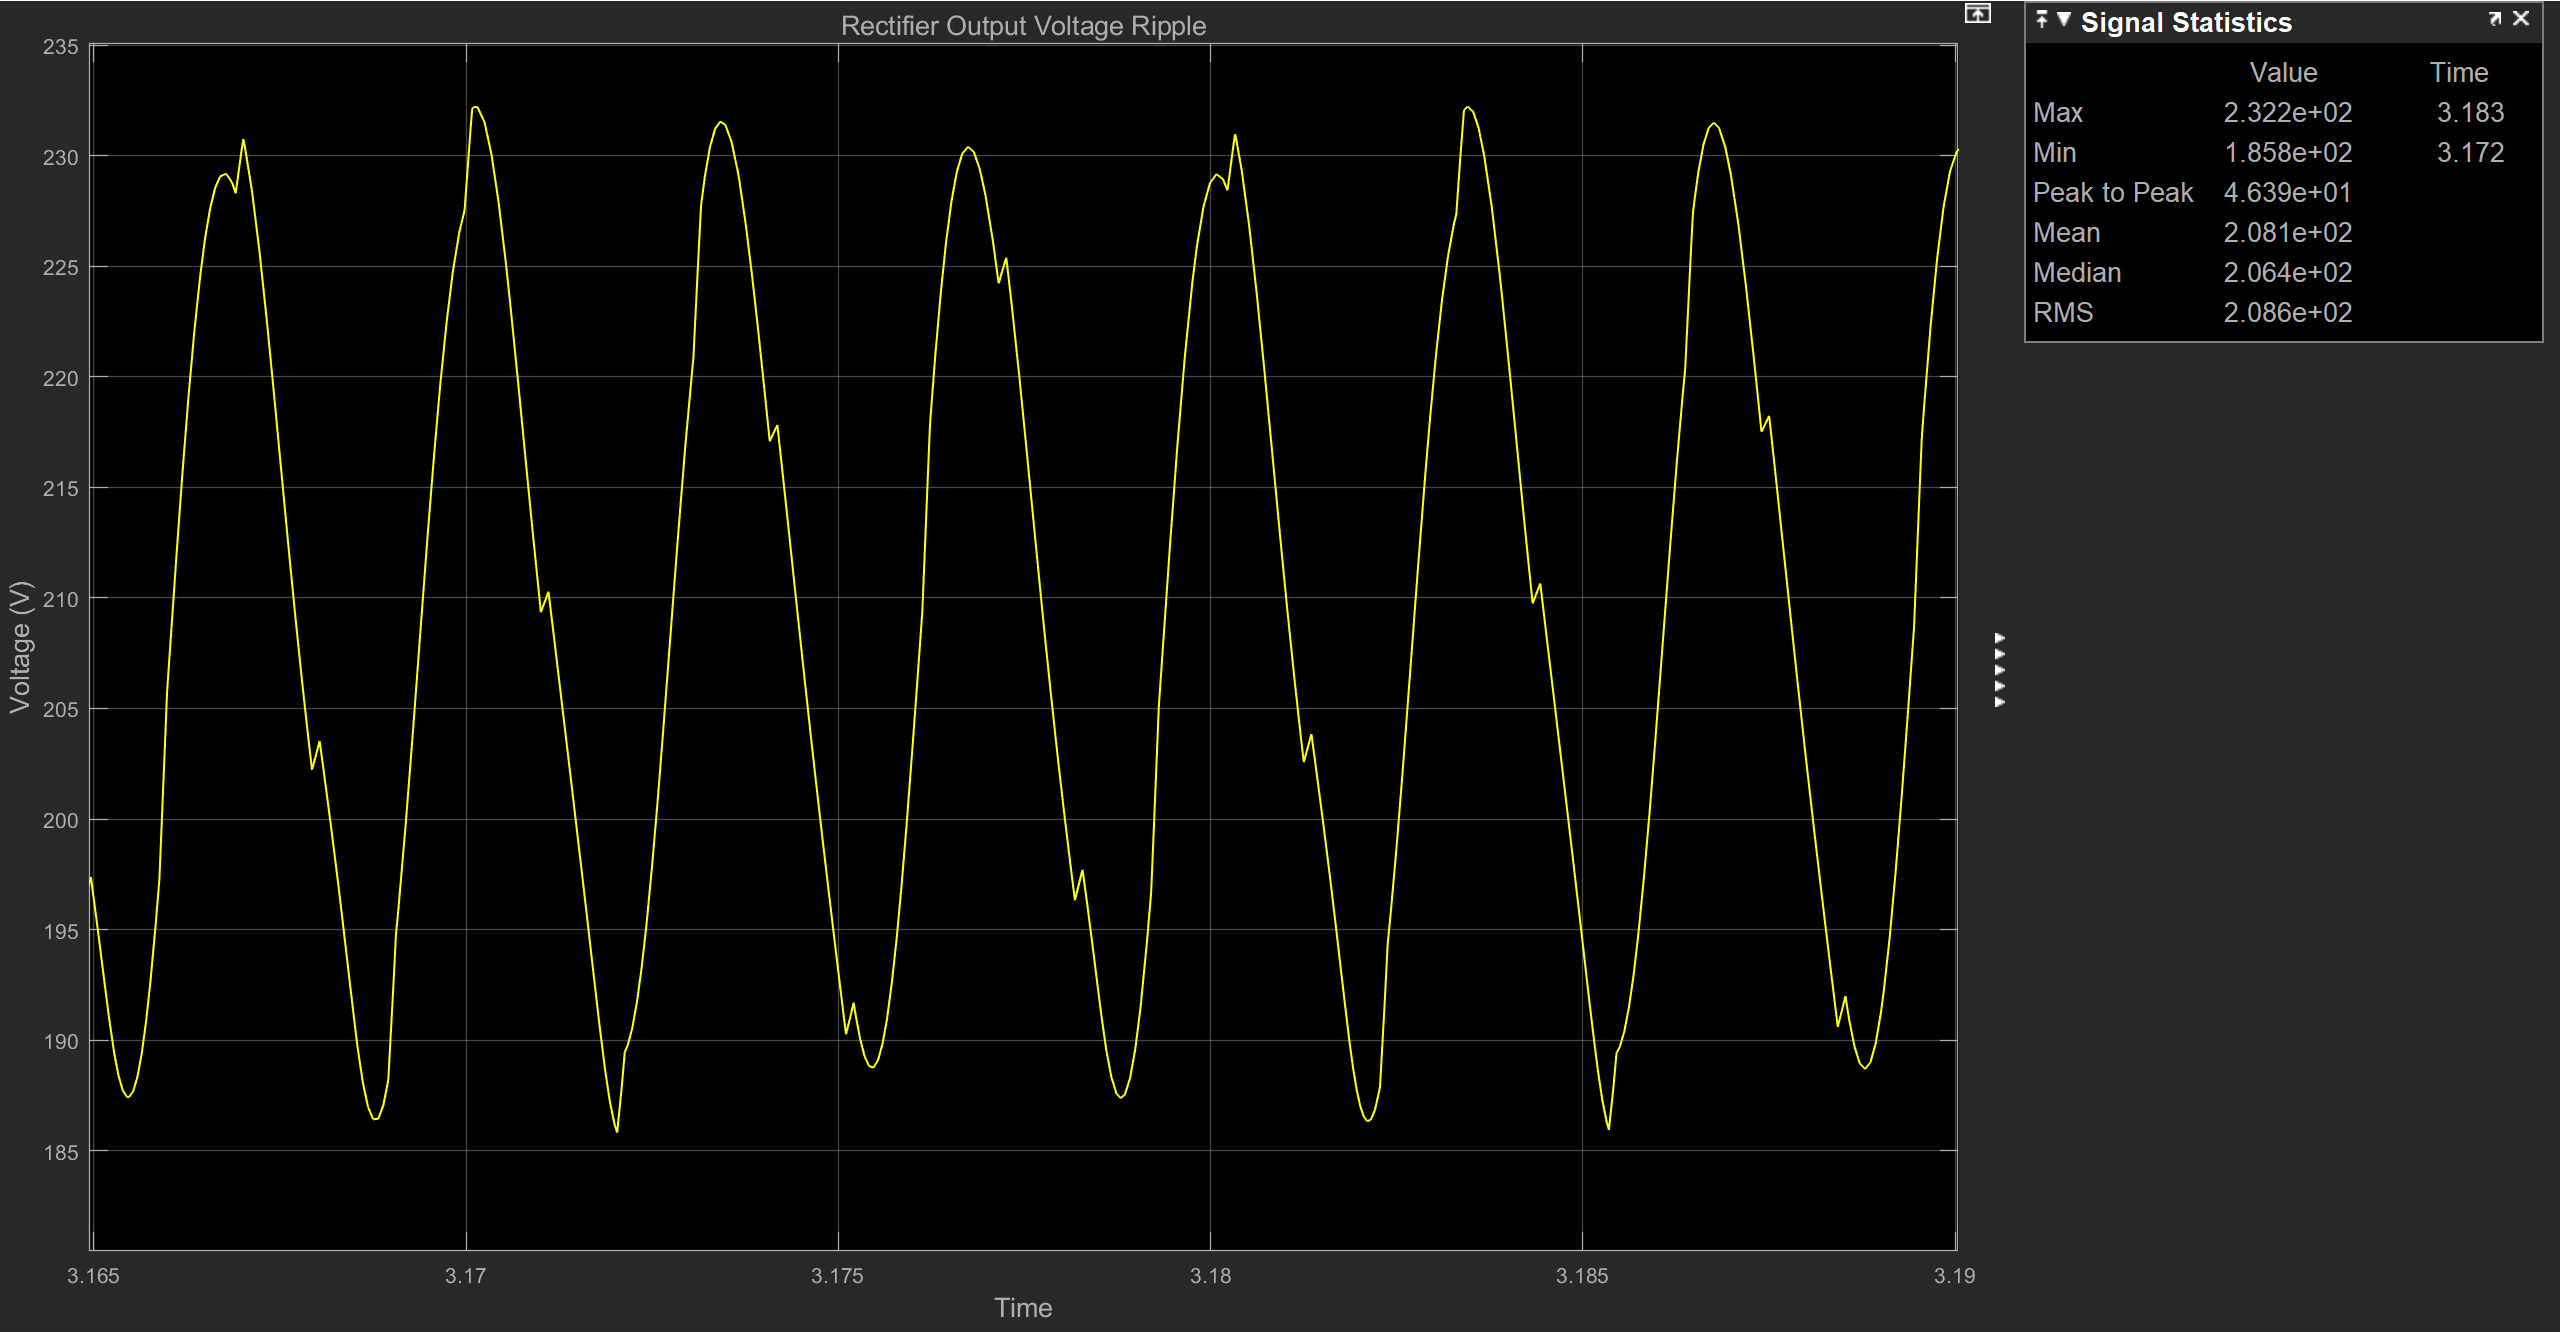 Rectifier Output Voltage Ripple
235
230
225
220
215
210
205
200
195
190
185
Voltage (V)
3.165 3.17 3.175 3.18 3.185 3.19
Time
Signal Statistics
Value Time
Max 2.322e+02 3.183
Min 1.858e+02 3.172
Peak to Peak 4.639e+01
Mean 2.081e+02
Median 2.064e+02
RMS 2.086e+02